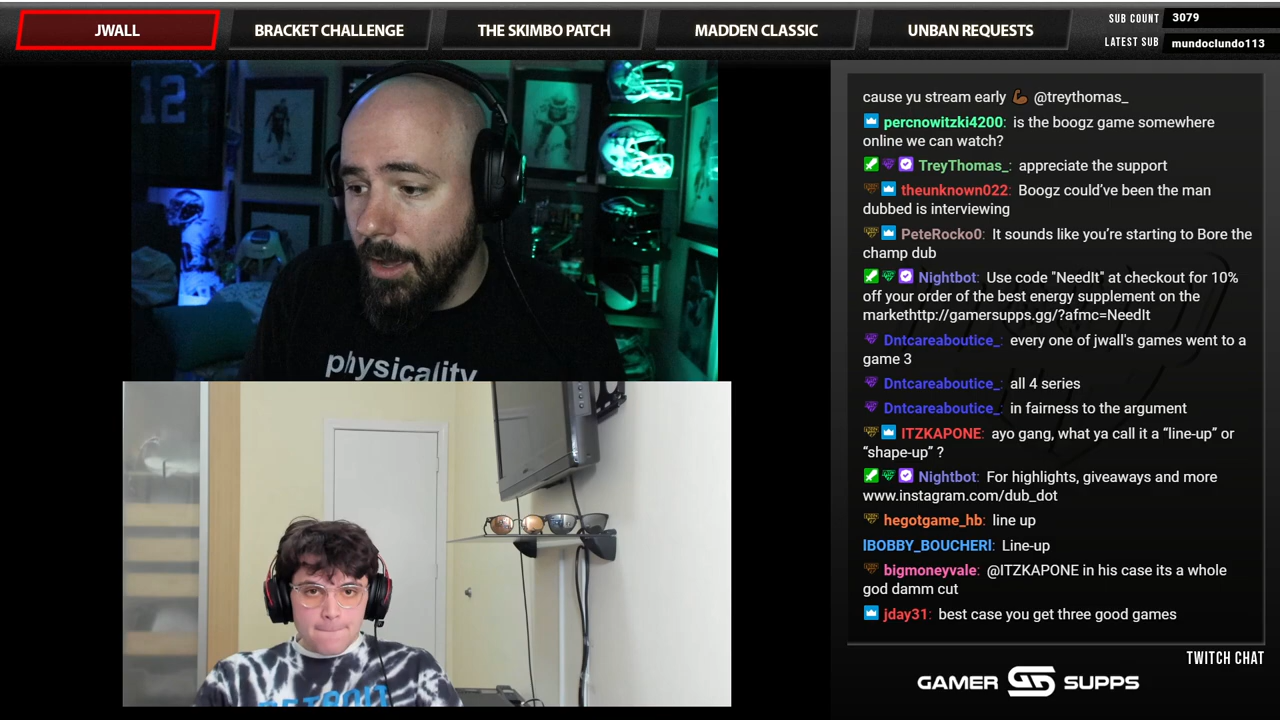 JWALL
BRACKET CHALLENGE
THE SKIMBO PATCH
MADDEN CLASSIC
UNBAN REQUESTS
SUB COUNT 3079
LATEST SUB mundoclundo113
12
physicality
DETROIT
cause yu stream early 💪🏾 @treythomas_
percnowitzki4200: is the boogz game somewhere
online we can watch?
TreyThomas_: appreciate the support
theunknown022: Boogz could’ve been the man
dubbed is interviewing
PeteRocko0: It sounds like you’re starting to Bore the
champ dub
Nightbot: Use code "NeedIt" at checkout for 10%
off your order of the best energy supplement on the
markethttp://gamersupps.gg/?afmc=NeedIt
Dntcareaboutice_: every one of jwall's games went to a
game 3
Dntcareaboutice_: all 4 series
Dntcareaboutice_: in fairness to the argument
ITZKAPONE: ayo gang, what ya call it a “line-up” or
“shape-up” ?
Nightbot: For highlights, giveaways and more
www.instagram.com/dub_dot
hegotgame_hb: line up
lBOBBY_BOUCHERl: Line-up
bigmoneyvale: @ITZKAPONE in his case its a whole
god damm cut
jday31: best case you get three good games
TWITCH CHAT
GAMER GS SUPPS